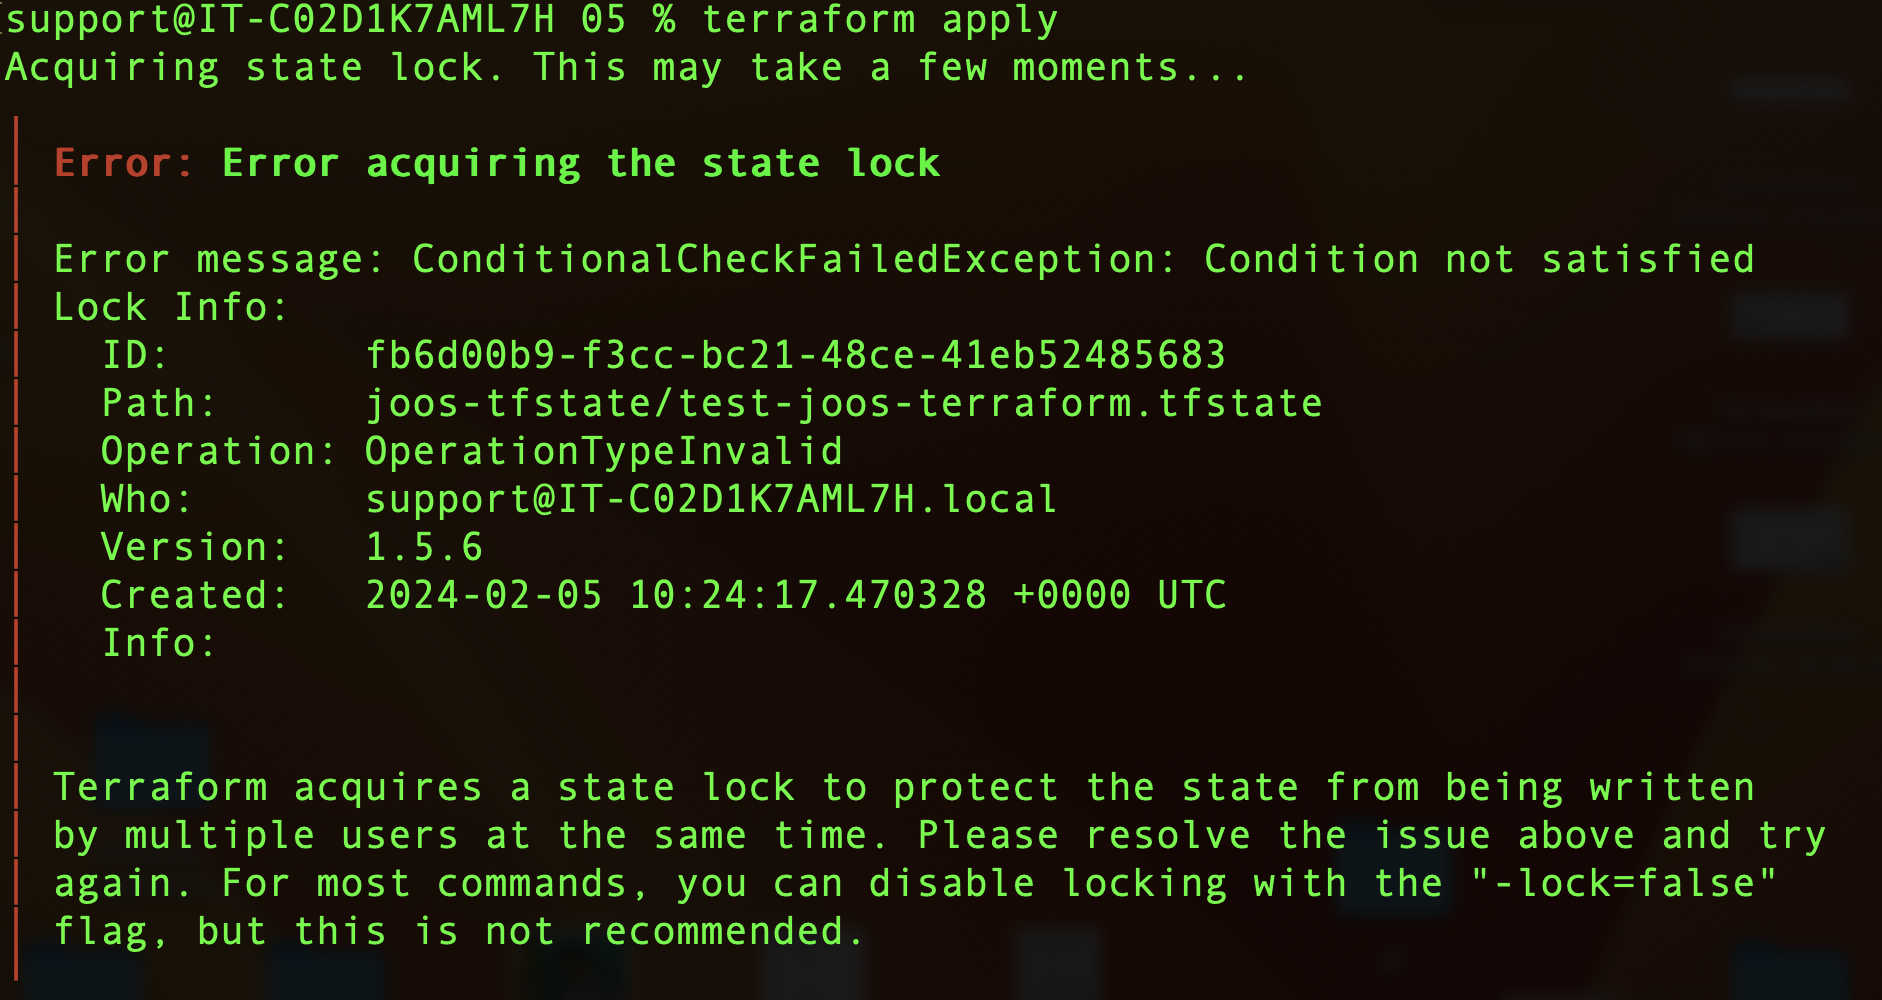 support@IT-C02D1K7AML7H 05 % terraform apply
Acquiring state lock. This may take a few moments...
Error: Error acquiring the state lock
Error message: ConditionalCheckFailedException: Condition not satisfied
Lock Info:
ID: fb6d00b9-f3cc-bc21-48ce-41eb52485683
Path: joos-tfstate/test-joos-terraform.tfstate
Operation: OperationTypeInvalid
Who: support@IT-C02D1K7AML7H.local
Version: 1.5.6
Created: 2024-02-05 10:24:17.470328 +0000 UTC
Info:
Terraform acquires a state lock to protect the state from being written
by multiple users at the same time. Please resolve the issue above and try
again. For most commands, you can disable locking with the "-lock=false"
flag, but this is not recommended.